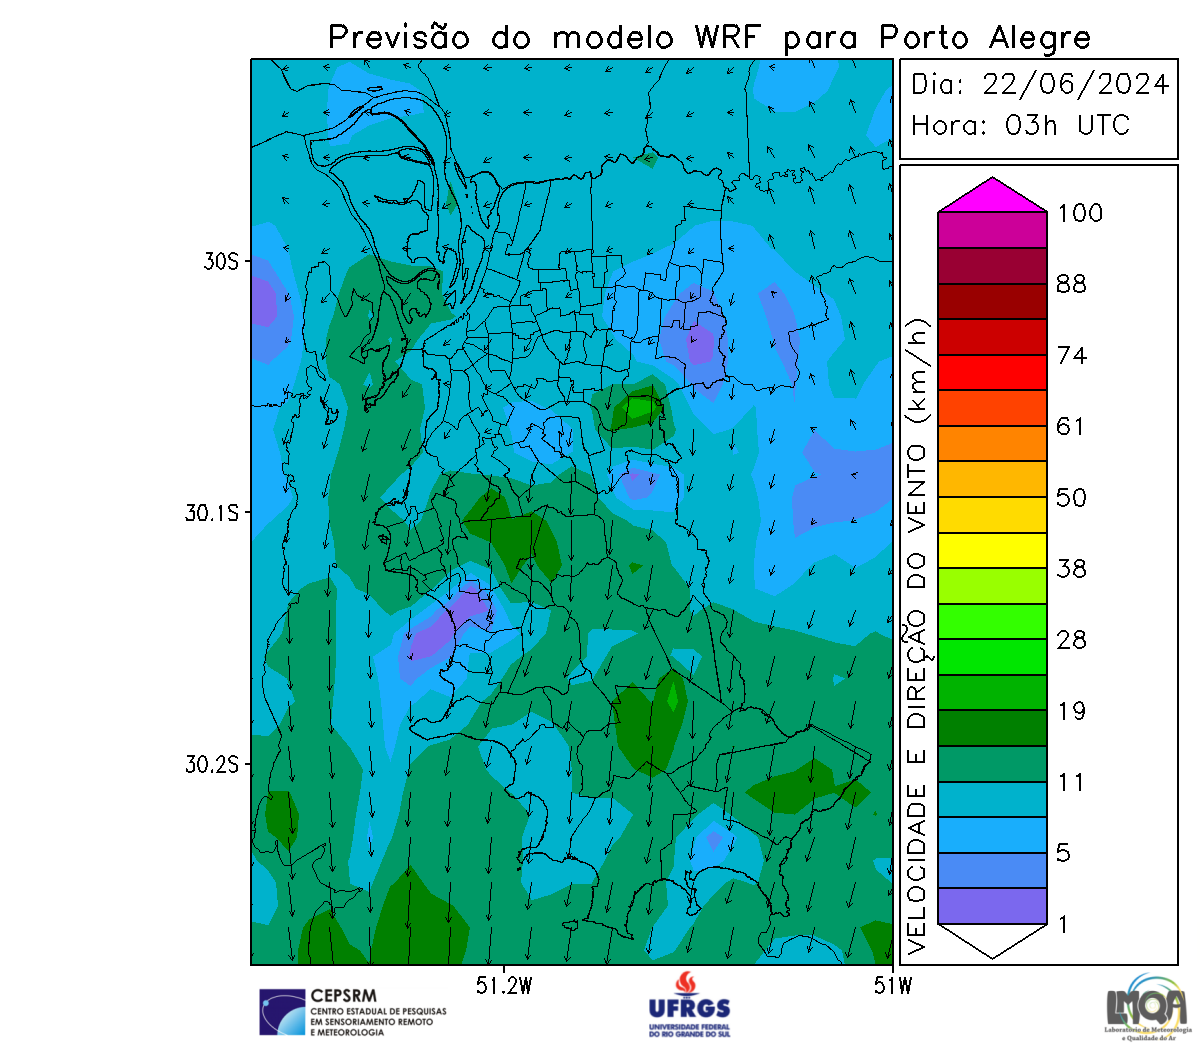 Previsão do modelo WRF para Porto Alegre
Dia: 22/06/2024
Hora: 03h UTC
100
88
74
61
50
38
28
19
11
5
1
VELOCIDADE E DIREÇÃO DO VENTO (km/h)
30S
30.1S
30.2S
51.2W
51W
CEPSRM
CENTRO ESTADUAL DE PESQUISAS
EM SENSORIAMENTO REMOTO
E METEOROLOGIA
UFRGS
UNIVERSIDADE FEDERAL
DO RIO GRANDE DO SUL
LMQA
Laboratório de Meteorologia
e Qualidade do Ar